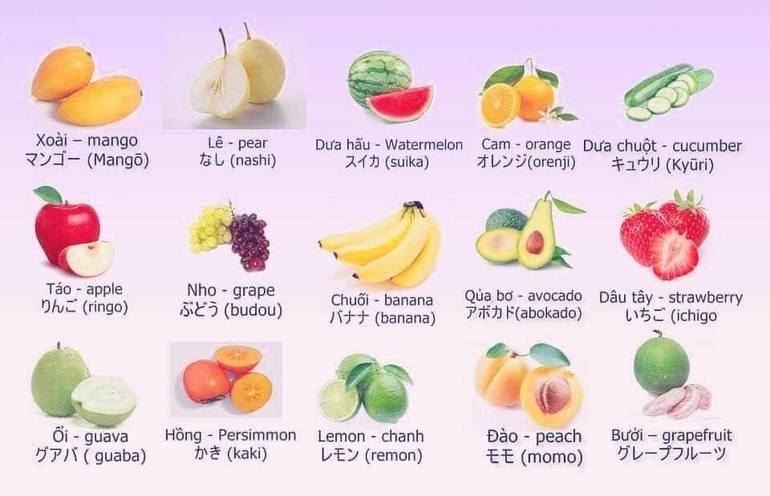 Xoài – mango
マンゴー (Mangō)
Lê - pear
なし (nashi)
Dưa hấu - Watermelon
スイカ (suika)
Cam - orange
オレンジ(orenji)
Dưa chuột - cucumber
キュウリ (Kyūri)
Táo - apple
りんご (ringo)
Nho - grape
ぶどう (budou)
Chuối - banana
バナナ (banana)
Qủa bơ - avocado
アボカド(abokado)
Dâu tây - strawberry
いちご (ichigo
Ổi - guava
グアバ ( guaba)
Hồng - Persimmon
かき (kaki)
Lemon - chanh
レモン (remon)
Đào - peach
モモ (momo)
Bưởi – grapefruit
グレープフルーツ